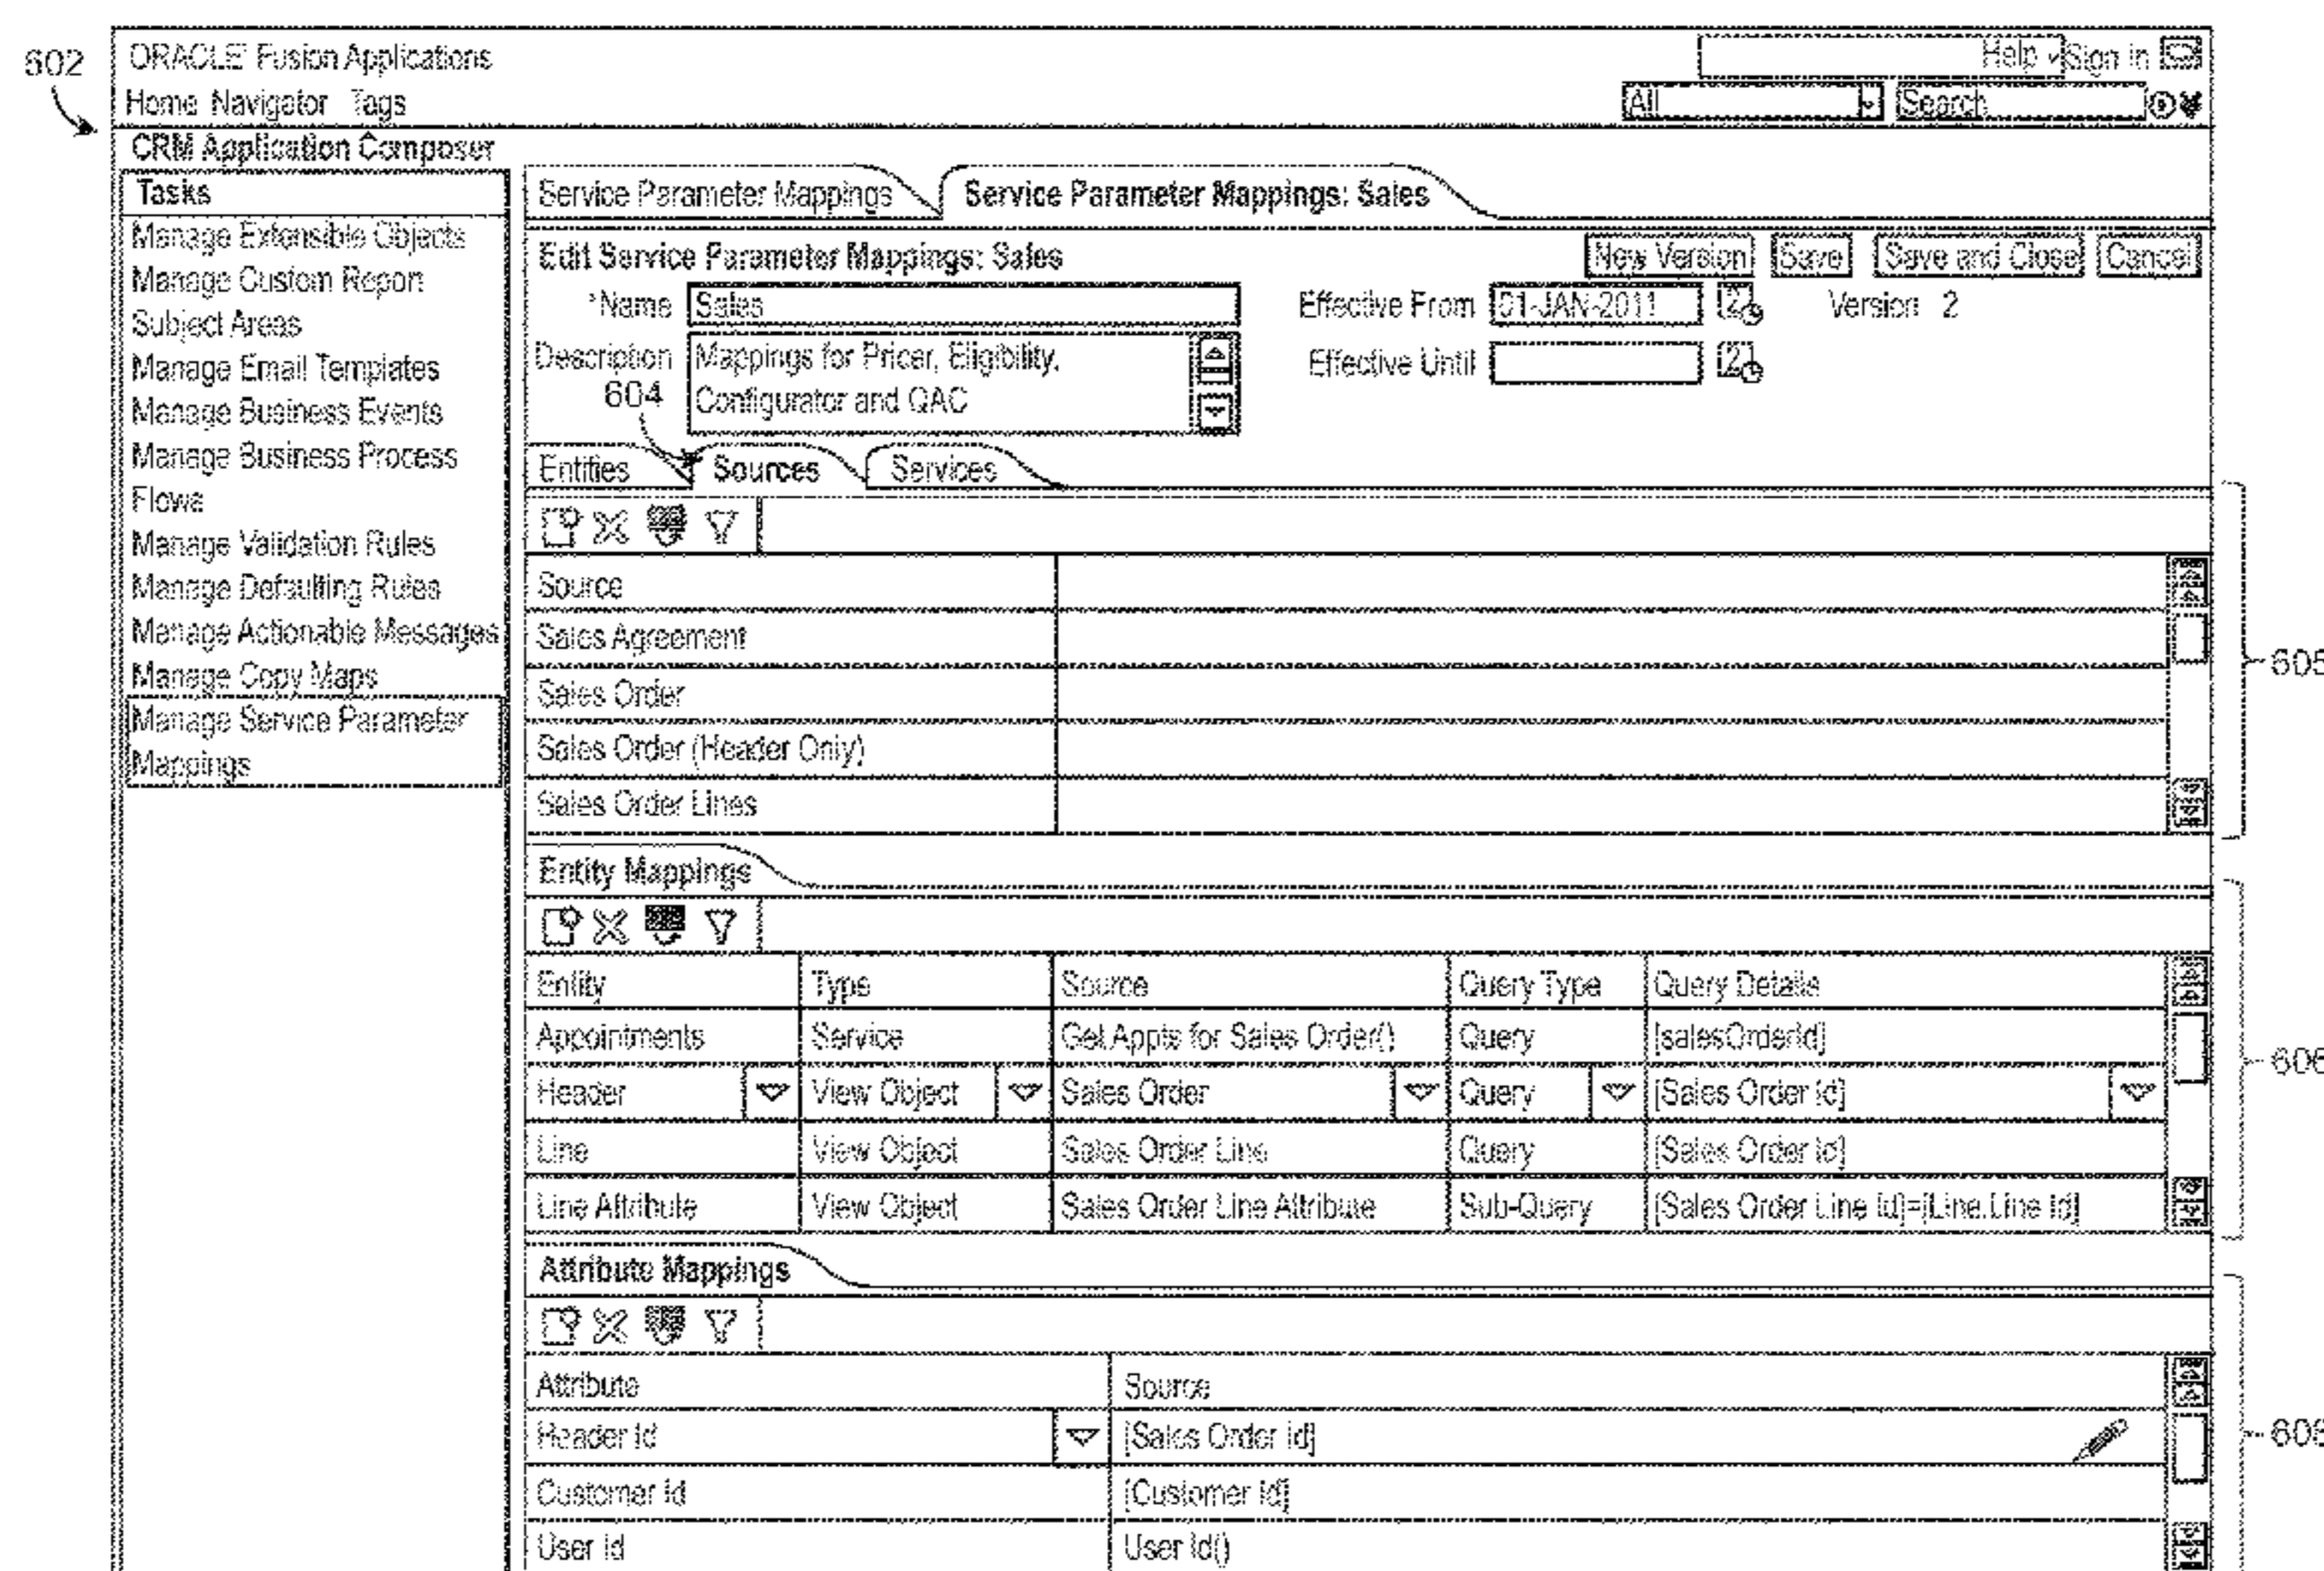 602
ORACLE' Fusion Applications
Help Sign In
Home Navigator Tags
All
Search
CRM Application Composer
Tasks
Manage Extensible Objects
Manage Custom Report
Subject Areas
Manage Email Templates
Manage Business Events
Manage Business Process
Flows
Manage Validation Rules
Manage Defaulting Rules
Manage Actionable Messages
Manage Copy Maps
Manage Service Parameter
Mappings
Service Parameter Mappings
Service Parameter Mappings: Sales
Edit Service Parameter Mappings: Sales
New Version Save Save and Close Cancel
*Name Sales
Effective From 01-JAN-2011
Version 2
Description Mappings for Pricer, Eligibility,
Configurator and QAC
Effective Until
604
Entities Sources Services
605
Source
Sales Agreement
Sales Order
Sales Order (Header Only)
Sales Order Lines
Entity Mappings
606
Entity Type Source Query Type Query Details
Appointments Service Get Appts for Sales Order() Query [salesOrderId]
Header View Object Sales Order Query [Sales Order Id]
Line View Object Sales Order Line Query [Sales Order Id]
Line Attribute View Object Sales Order Line Attribute Sub-Query [Sales Order Line Id]=[Line.Line Id]
Attribute Mappings
608
Attribute Source
Header Id [Sales Order Id]
Customer Id [Customer Id]
User Id User Id()